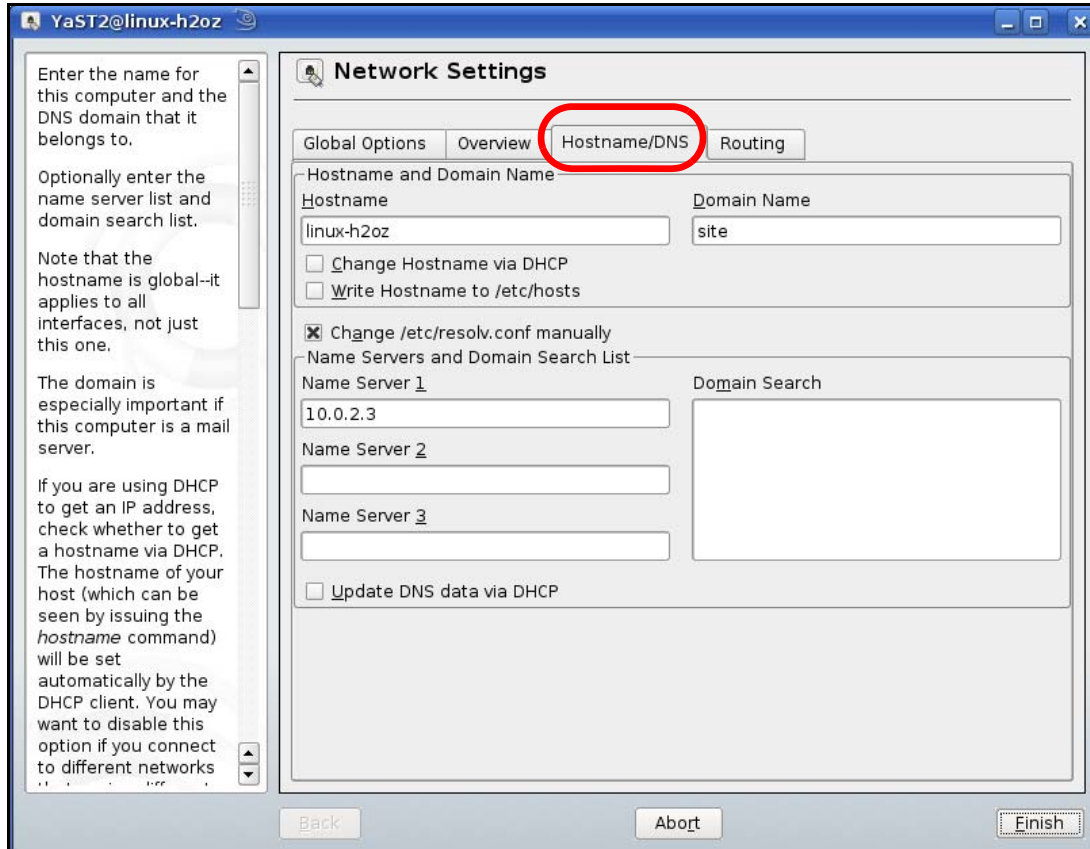 YaST2@linux-h2oz
Enter the name for
this computer and the
DNS domain that it
belongs to.
Optionally enter the
name server list and
domain search list.
Note that the
hostname is global--it
applies to all
interfaces, not just
this one.
The domain is
especially important if
this computer is a mail
server.
If you are using DHCP
to get an IP address,
check whether to get
a hostname via DHCP.
The hostname of your
host (which can be
seen by issuing the
hostname command)
will be set
automatically by the
DHCP client. You may
want to disable this
option if you connect
to different networks
Network Settings
Global Options Overview Hostname/DNS Routing
Hostname and Domain Name
Hostname Domain Name
linux-h2oz site
Change Hostname via DHCP
Write Hostname to /etc/hosts
Change /etc/resolv.conf manually
Name Servers and Domain Search List
Name Server 1 Domain Search
10.0.2.3
Name Server 2
Name Server 3
Update DNS data via DHCP
Back Abort Finish